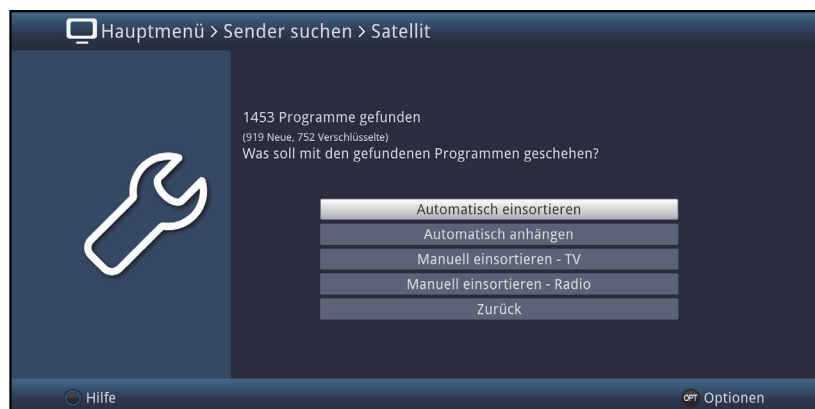 Hauptmenü > Sender suchen > Satellit
1453 Programme gefunden
(919 Neue, 752 Verschlüsselte)
Was soll mit den gefundenen Programmen geschehen?
Automatisch einsortieren
Automatisch anhängen
Manuell einsortieren - TV
Manuell einsortieren - Radio
Zurück
Hilfe
OPT Optionen